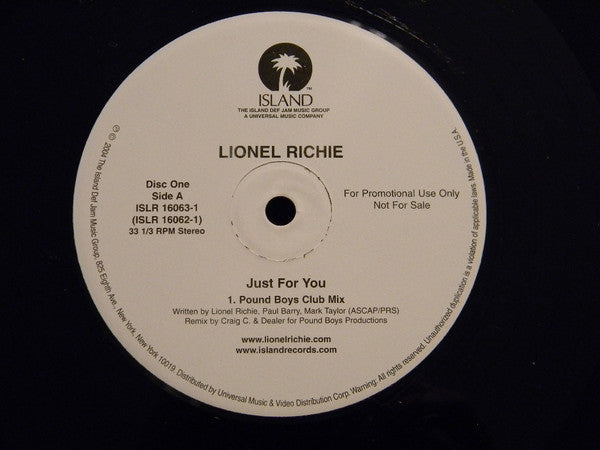 ISLAND™
THE ISLAND DEF JAM MUSIC GROUP
A UNIVERSAL MUSIC COMPANY
LIONEL RICHIE
Disc One
Side A
ISLR 16063-1
(ISLR 16062-1)
33 1/3 RPM Stereo
For Promotional Use Only
Not For Sale
Just For You
1. Pound Boys Club Mix
Written by Lionel Richie, Paul Barry, Mark Taylor (ASCAP/PRS)
Remix by Craig C. & Dealer for Pound Boys Productions
www.lionelrichie.com
www.islandrecords.com
℗ © 2004 The Island Def Jam Music Group, 825 Eighth Ave., New York, New York 10019 Distributed by Universal Music & Video Distribution Corp. Warning: All rights reserved. Unauthorized duplication is a violation of applicable laws. Made in the U.S.A.